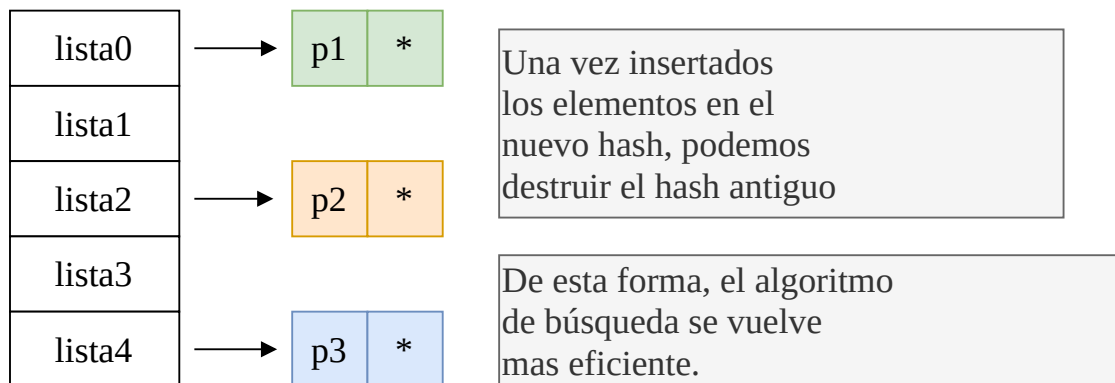 lista0
p1 *
lista1
lista2
p2 *
lista3
lista4
p3 *
Una vez insertados
los elementos en el
nuevo hash, podemos
destruir el hash antiguo
De esta forma, el algoritmo
de búsqueda se vuelve
mas eficiente.